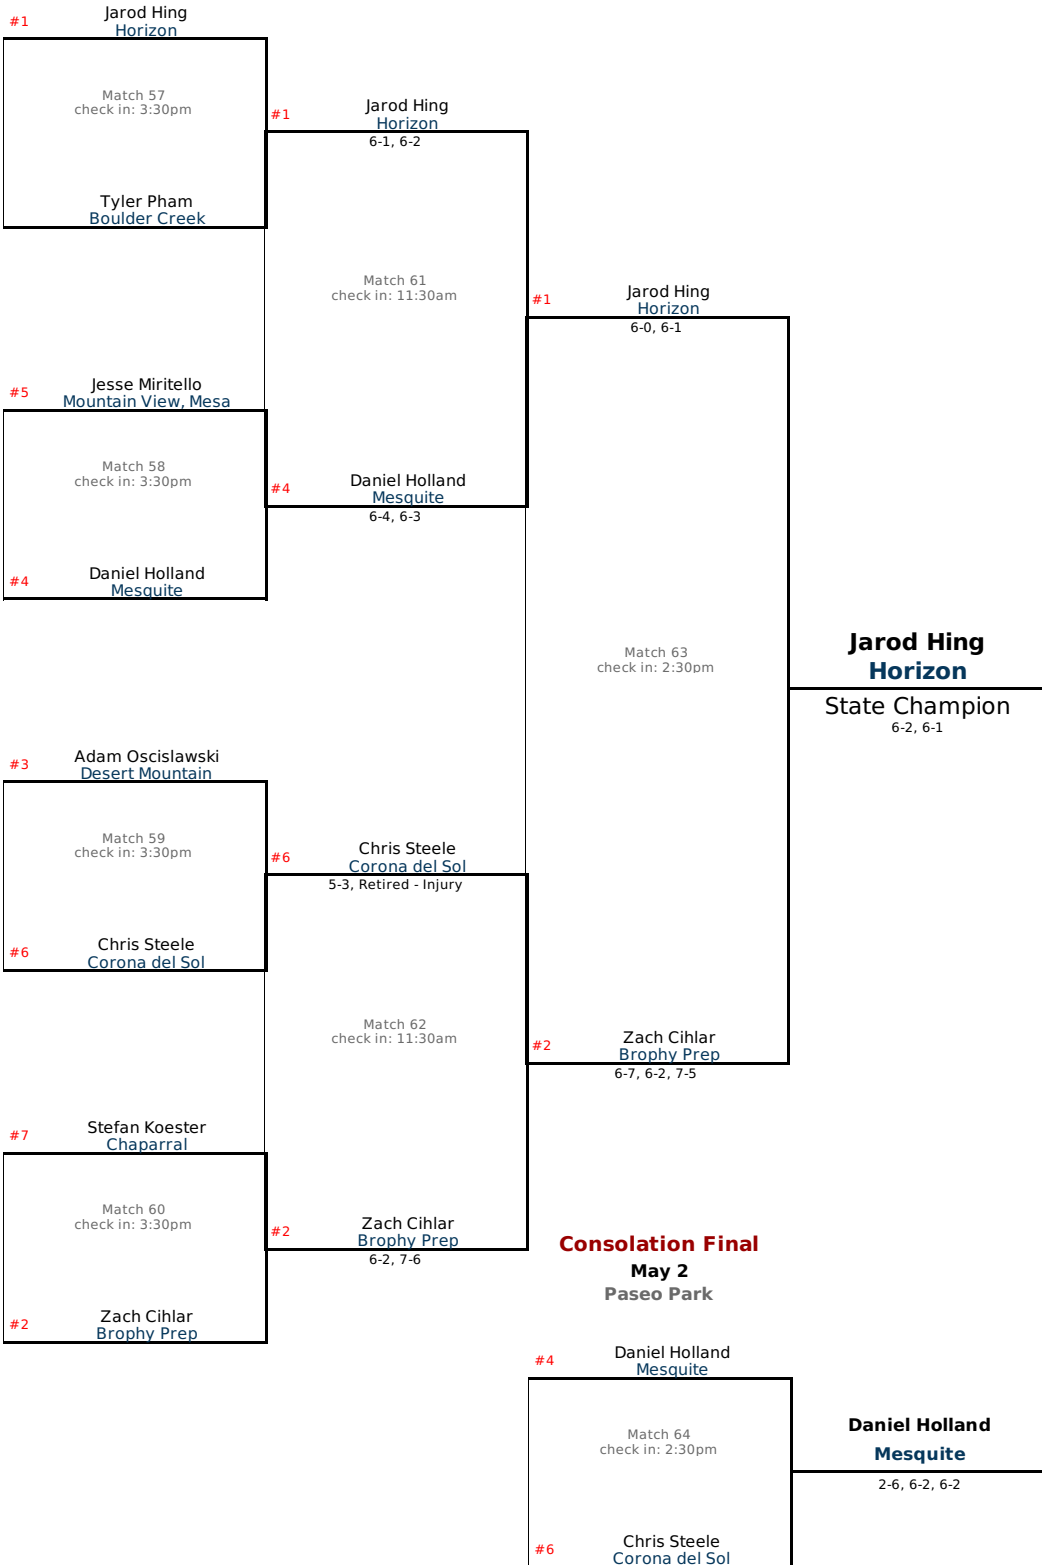 Jarod Hing
#1
Horizon
Match 57
check in: 3:30pm
Jarod Hing
#1
Horizon
6-1, 6-2
Tyler Pham
Boulder Creek
Match 61
check in: 11:30am
Jarod Hing
#1
Horizon
6-0, 6-1
Jesse Miritello
#5
Mountain View, Mesa
Match 58
check in: 3:30pm
Daniel Holland
#4
Mesquite
6-4, 6-3
Daniel Holland
#4
Mesquite
Match 63
check in: 2:30pm
Jarod Hing
Horizon
State Champion
6-2, 6-1
Adam Oscislawski
#3
Desert Mountain
Match 59
check in: 3:30pm
Chris Steele
#6
Corona del Sol
5-3, Retired - Injury
Chris Steele
#6
Corona del Sol
Match 62
check in: 11:30am
Zach Cihlar
#2
Brophy Prep
6-7, 6-2, 7-5
Stefan Koester
#7
Chaparral
Match 60
check in: 3:30pm
Zach Cihlar
#2
Brophy Prep
6-2, 7-6
Zach Cihlar
#2
Brophy Prep
Consolation Final
May 2
Paseo Park
Daniel Holland
#4
Mesquite
Match 64
check in: 2:30pm
Daniel Holland
Mesquite
2-6, 6-2, 6-2
Chris Steele
#6
Corona del Sol